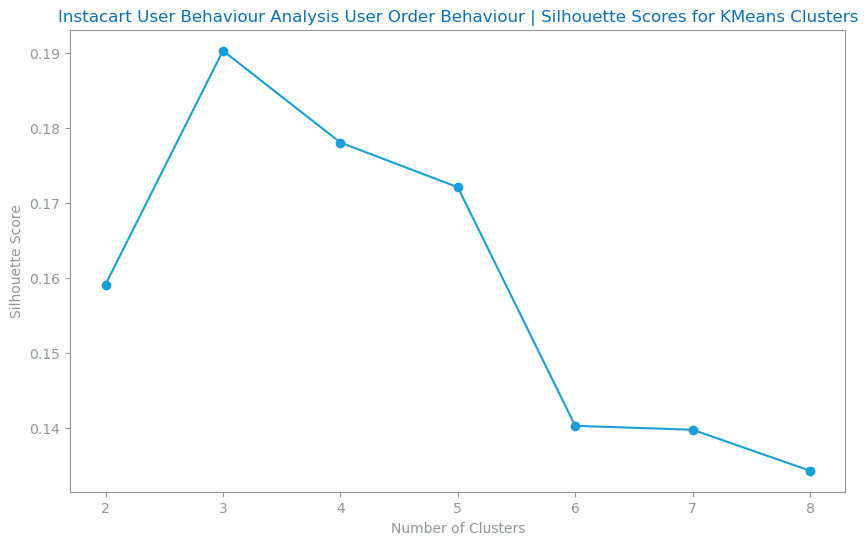 Instacart User Behaviour Analysis User Order Behaviour | Silhouette Scores for KMeans Clusters
0.19
0.18
0.17
0.16
0.15
0.14
Silhouette Score
2 3 4 5 6 7 8
Number of Clusters